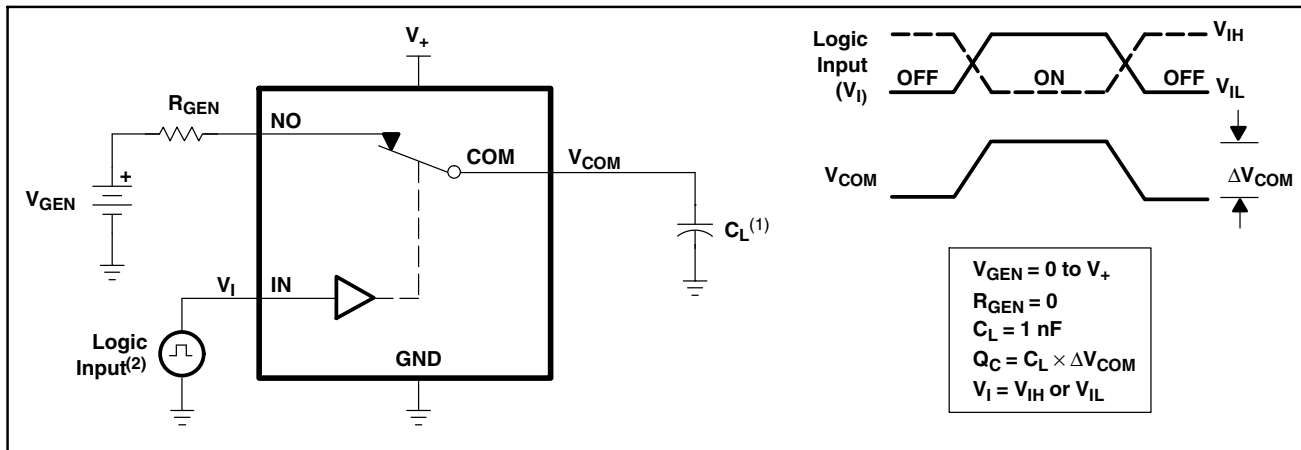 V+
RGEN
NO
COM
VCOM
+
VGEN
CL(1)
VI
IN
Logic
Input(2)
GND
Logic
Input
(VI)
OFF
ON
OFF
VIH
VIL
VCOM
ΔVCOM
VGEN = 0 to V+
RGEN = 0
CL = 1 nF
QC = CL × ΔVCOM
VI = VIH or VIL